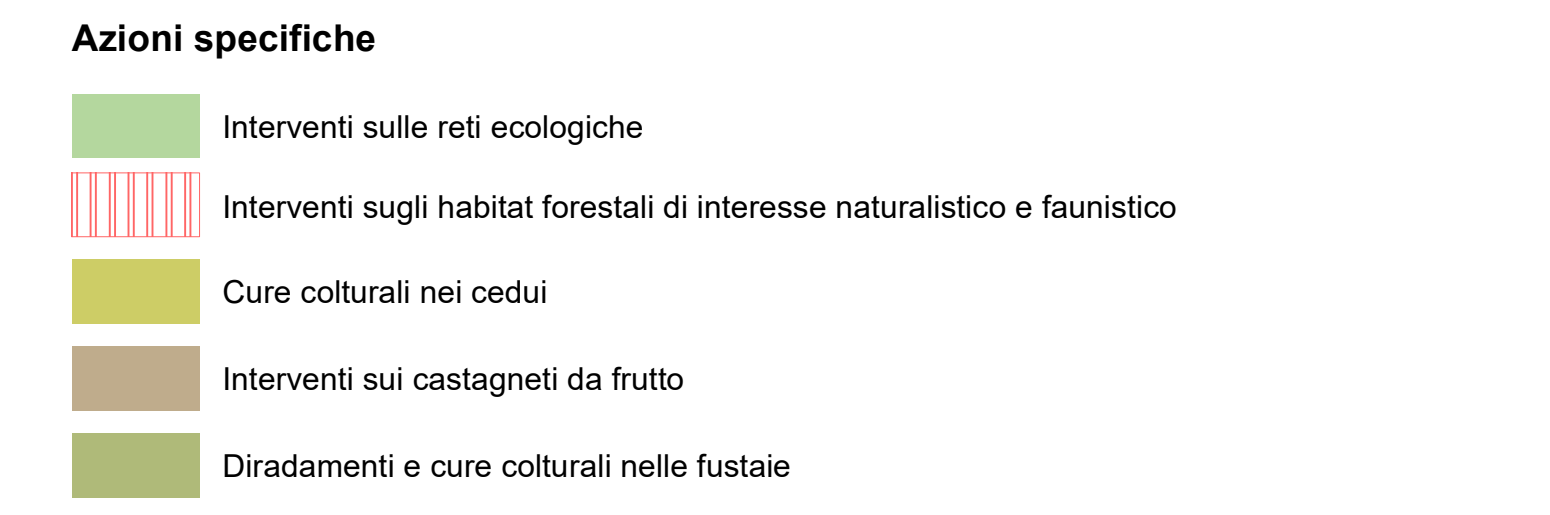 Azioni specifiche
Interventi sulle reti ecologiche
Interventi sugli habitat forestali di interesse naturalistico e faunistico
Cure colturali nei cedui
Interventi sui castagneti da frutto
Diradamenti e cure colturali nelle fustaie